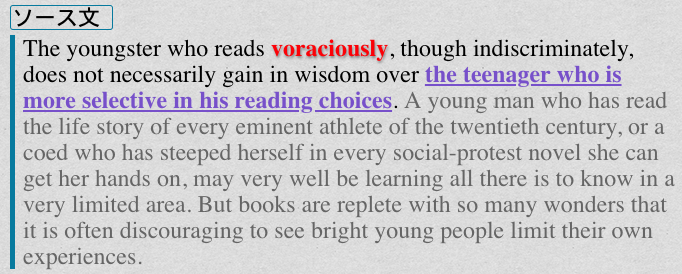 ソース文
The youngster who reads voraciously, though indiscriminately,
does not necessarily gain in wisdom over the teenager who is
more selective in his reading choices. A young man who has read
the life story of every eminent athlete of the twentieth century, or a
coed who has steeped herself in every social-protest novel she can
get her hands on, may very well be learning all there is to know in a
very limited area. But books are replete with so many wonders that
it is often discouraging to see bright young people limit their own
experiences.